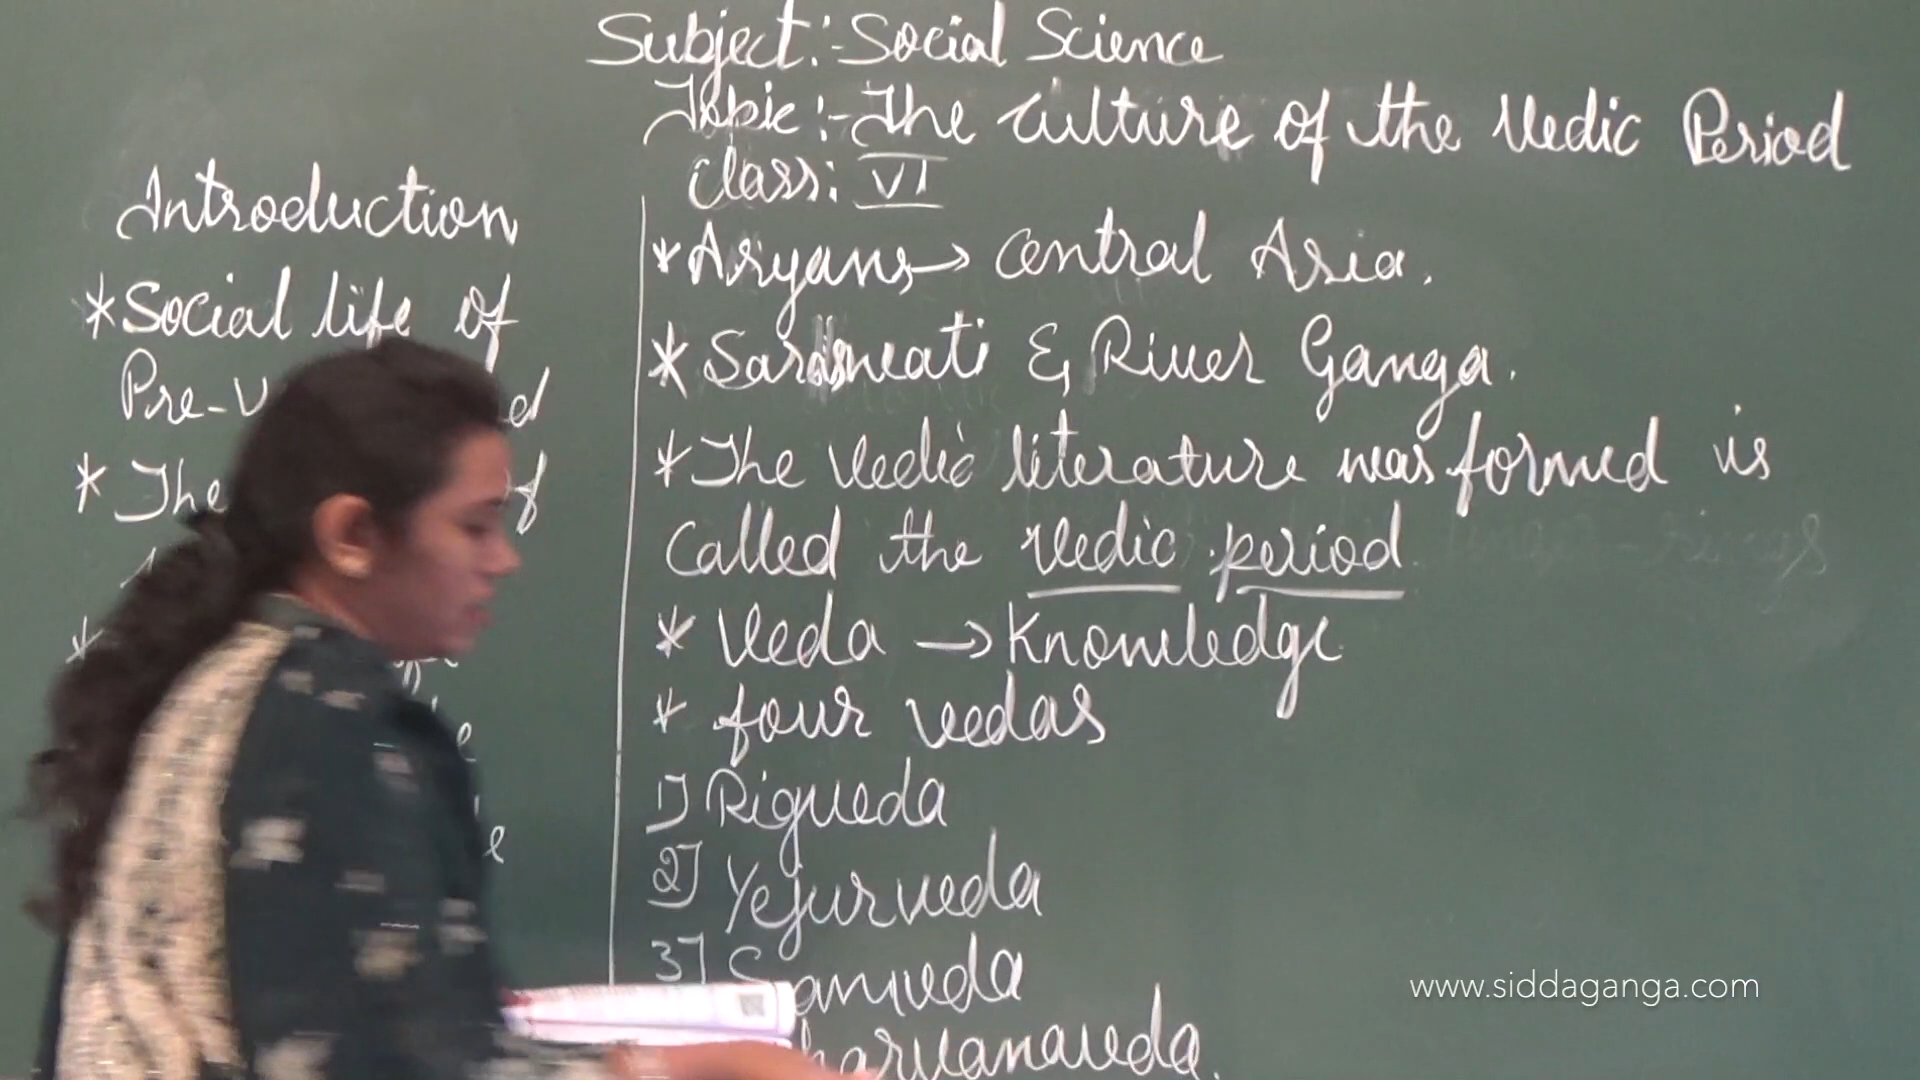 Subject:-Social Science
Topic:-The culture of the Vedic Period
Class: VI
Introduction
*Social life of
Pre-
* The of
*
*Aryans→ Central Asia.
* Saraswati & River Ganga.
*The Vedic literature was formed is
Called the Vedic period.
* Veda → Knowledge
* four vedas
1] Rigveda
2] Yejurveda
3] Samveda
harvanaveda.
www.siddaganga.com